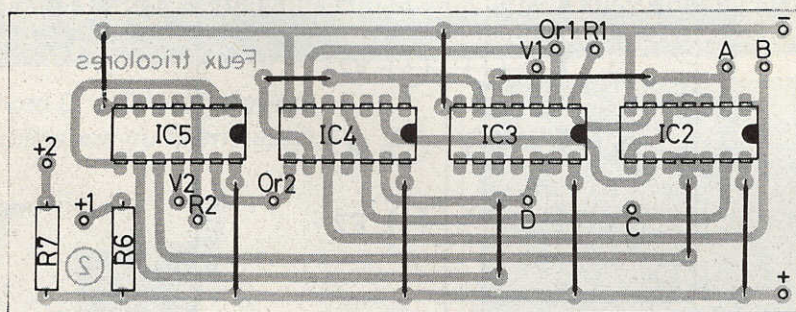 Or1 R1 −
V1 A B
Feux tricolores
IC5 IC4 IC3 IC2
+2
V2 Or2
+1 R2 D C
R7 2 R6
+